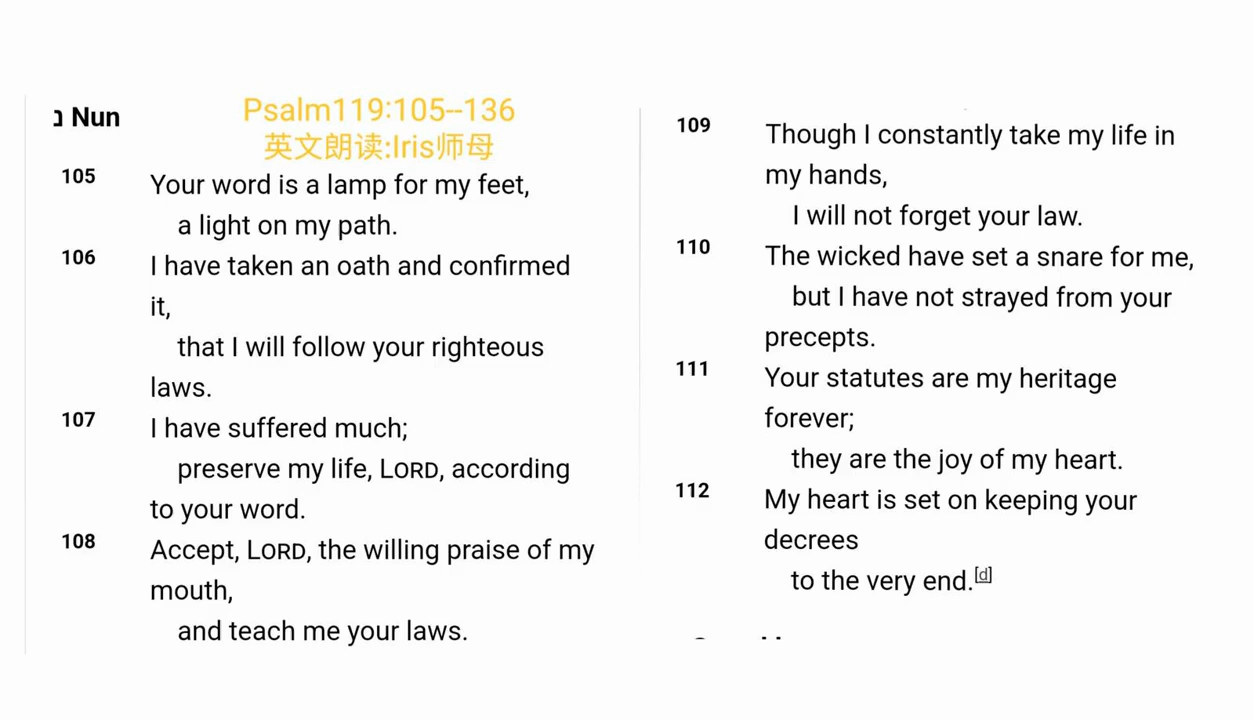 נ Nun
Psalm119:105--136
英文朗读:Iris师母
105 Your word is a lamp for my feet,
a light on my path.
106 I have taken an oath and confirmed
it,
that I will follow your righteous
laws.
107 I have suffered much;
preserve my life, LORD, according
to your word.
108 Accept, LORD, the willing praise of my
mouth,
and teach me your laws.
109 Though I constantly take my life in
my hands,
I will not forget your law.
110 The wicked have set a snare for me,
but I have not strayed from your
precepts.
111 Your statutes are my heritage
forever;
they are the joy of my heart.
112 My heart is set on keeping your
decrees
to the very end.[d]